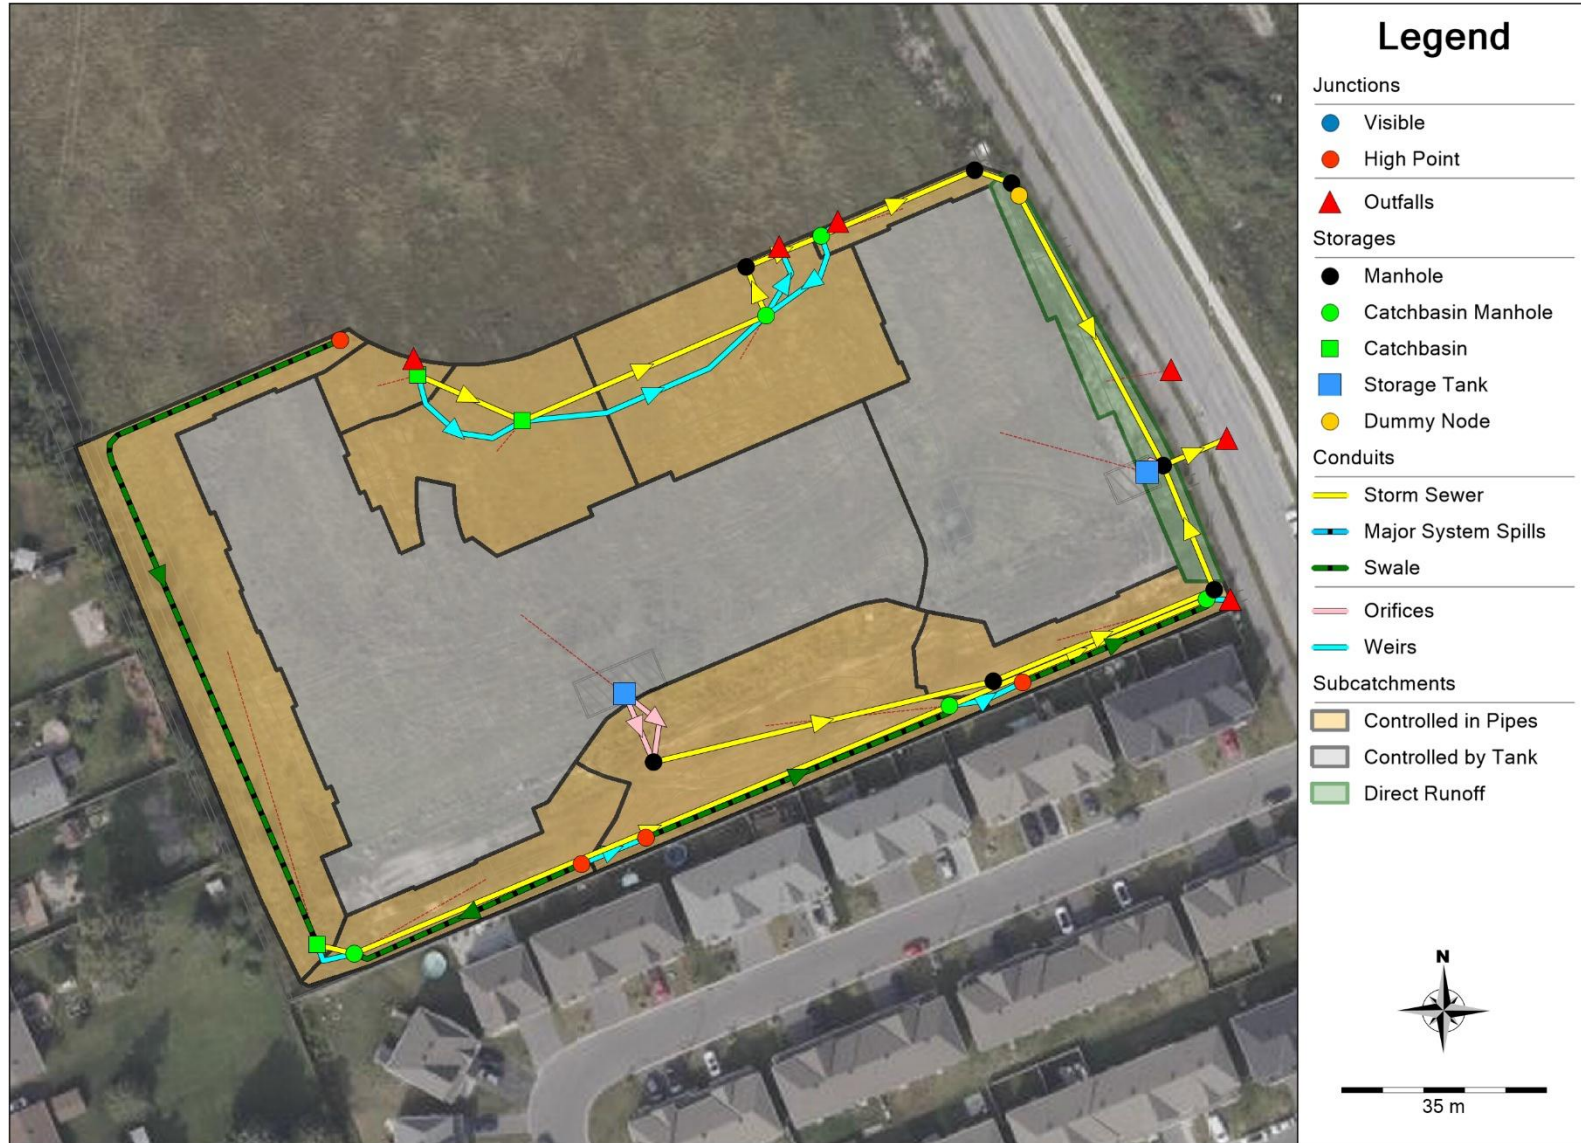 Legend
Junctions
Visible
High Point
Outfalls
Storages
Manhole
Catchbasin Manhole
Catchbasin
Storage Tank
Dummy Node
Conduits
Storm Sewer
Major System Spills
Swale
Orifices
Weirs
Subcatchments
Controlled in Pipes
Controlled by Tank
Direct Runoff
N
35 m